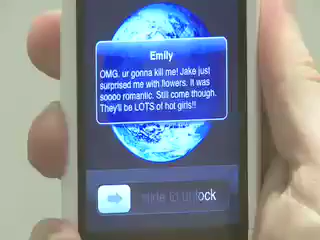 Emily
OMG. ur gonna kill me! Jake just
surprised me with flowers. It was
sooo romantic. Still come though.
They'll be LOTS of hot girls!!
slide to unlock